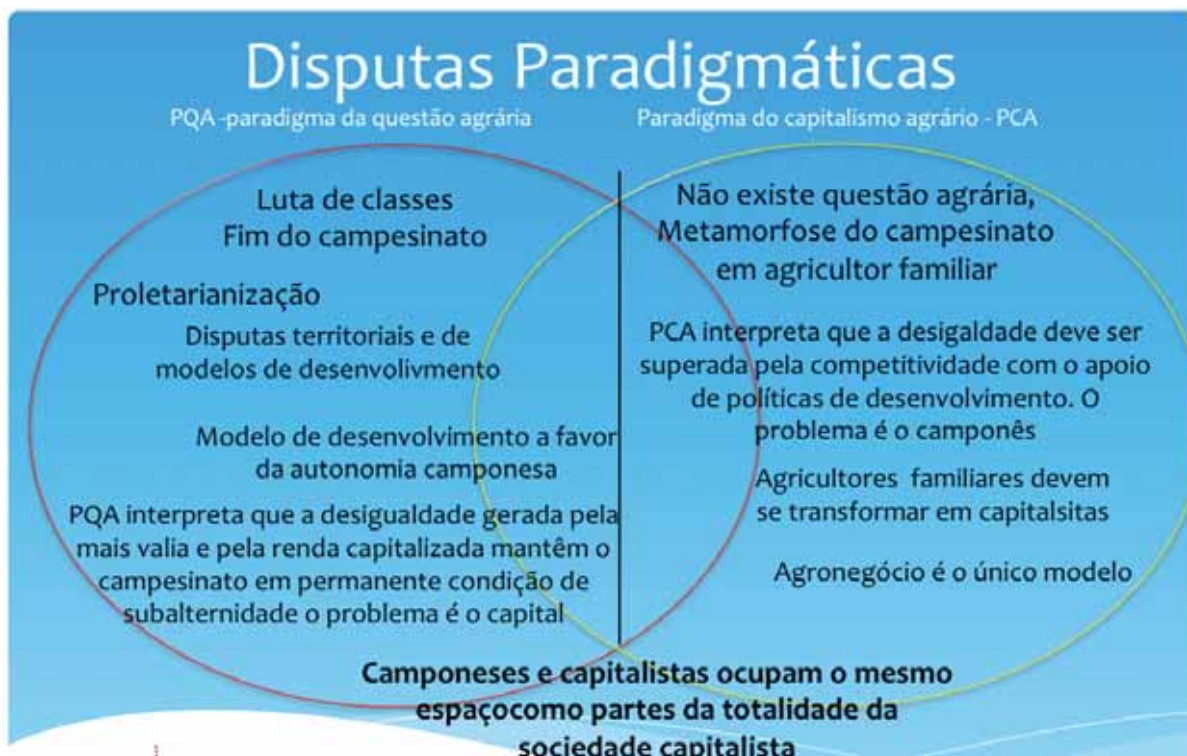 Disputas Paradigmáticas
PQA -paradigma da questão agrária
Paradigma do capitalismo agrário - PCA
Luta de classes
Fim do campesinato
Proletarianização
Disputas territoriais e de
modelos de desenvolivmento
Modelo de desenvolvimento a favor
da autonomia camponesa
PQA interpreta que a desigualdade gerada pela
mais valia e pela renda capitalizada mantêm o
campesinato em permanente condição de
subalternidade o problema é o capital
Não existe questão agrária,
Metamorfose do campesinato
em agricultor familiar
PCA interpreta que a desigaldade deve ser
superada pela competitividade com o apoio
de políticas de desenvolvimento. O
problema é o camponês
Agricultores familiares devem
se transformar em capitalsitas
Agronegócio é o único modelo
Camponeses e capitalistas ocupam o mesmo
espaçocomo partes da totalidade da
sociedade capitalista